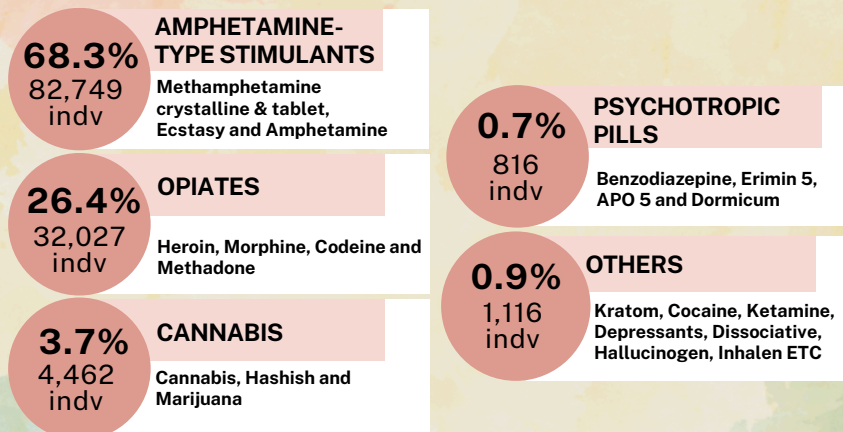 68.3%
82,749
indv
AMPHETAMINE-
TYPE STIMULANTS
Methamphetamine
crystalline & tablet,
Ecstasy and Amphetamine
26.4%
32,027
indv
OPIATES
Heroin, Morphine, Codeine and
Methadone
3.7%
4,462
indv
CANNABIS
Cannabis, Hashish and
Marijuana
0.7%
816
indv
PSYCHOTROPIC
PILLS
Benzodiazepine, Erimin 5,
APO 5 and Dormicum
0.9%
1,116
indv
OTHERS
Kratom, Cocaine, Ketamine,
Depressants, Dissociative,
Hallucinogen, Inhalen ETC